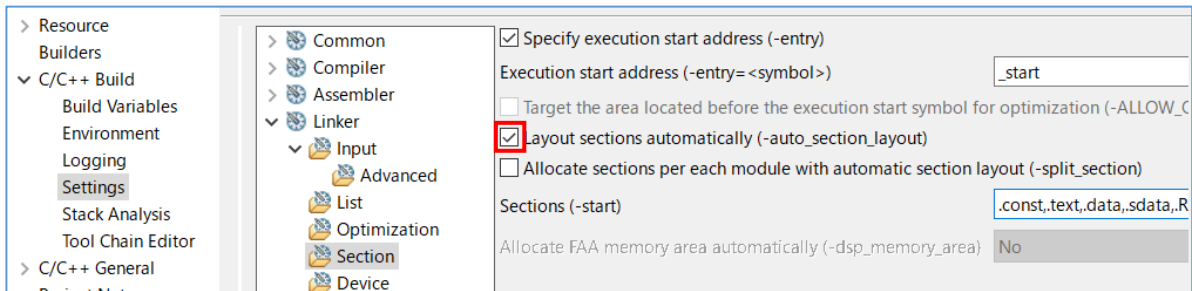 Resource
Builders
C/C++ Build
Build Variables
Environment
Logging
Settings
Stack Analysis
Tool Chain Editor
C/C++ General
Common
Compiler
Assembler
Linker
Input
Advanced
List
Optimization
Section
Device
Specify execution start address (-entry)
Execution start address (-entry=<symbol>)
_start
Target the area located before the execution start symbol for optimization (-ALLOW_
Layout sections automatically (-auto_section_layout)
Allocate sections per each module with automatic section layout (-split_section)
Sections (-start)
.const,.text,.data,.sdata,.R
Allocate FAA memory area automatically (-dsp_memory_area)
No